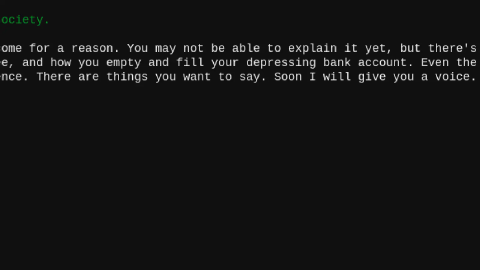 ociety.
ome for a reason. You may not be able to explain it yet, but there's
e, and how you empty and fill your depressing bank account. Even the
ence. There are things you want to say. Soon I will give you a voice.